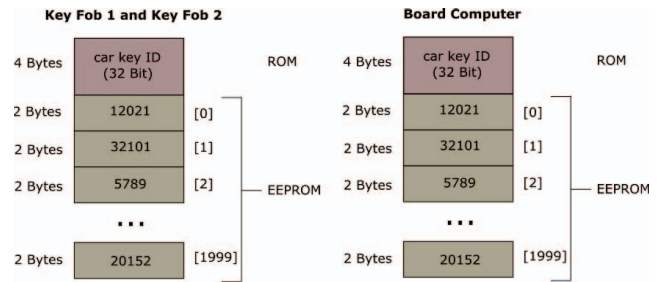 Key Fob 1 and Key Fob 2
4 Bytes
car key ID
(32 Bit)
ROM
2 Bytes 12021 [0]
2 Bytes 32101 [1]
2 Bytes 5789 [2]
EEPROM
...
2 Bytes 20152 [1999]
Board Computer
4 Bytes
car key ID
(32 Bit)
ROM
2 Bytes 12021 [0]
2 Bytes 32101 [1]
2 Bytes 5789 [2]
EEPROM
...
2 Bytes 20152 [1999]